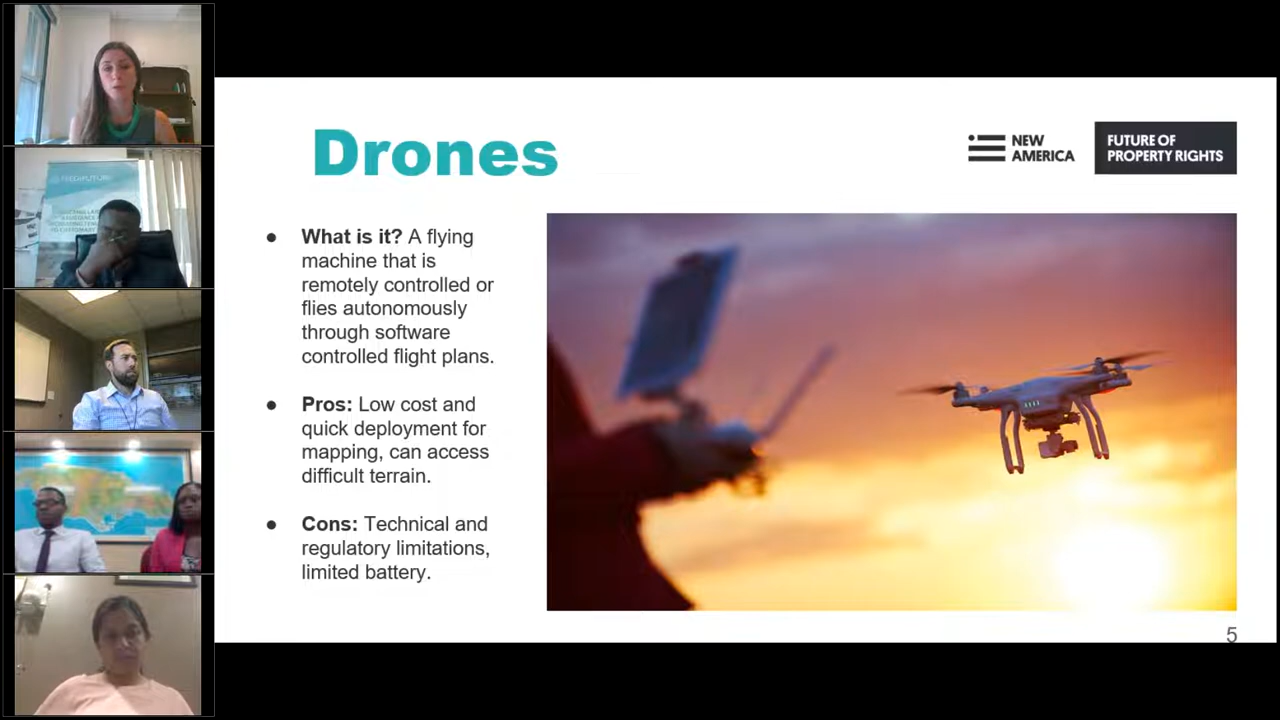 Drones
NEW
AMERICA
FUTURE OF
PROPERTY RIGHTS
● What is it? A flying
machine that is
remotely controlled or
flies autonomously
through software
controlled flight plans.
● Pros: Low cost and
quick deployment for
mapping, can access
difficult terrain.
● Cons: Technical and
regulatory limitations,
limited battery.
5